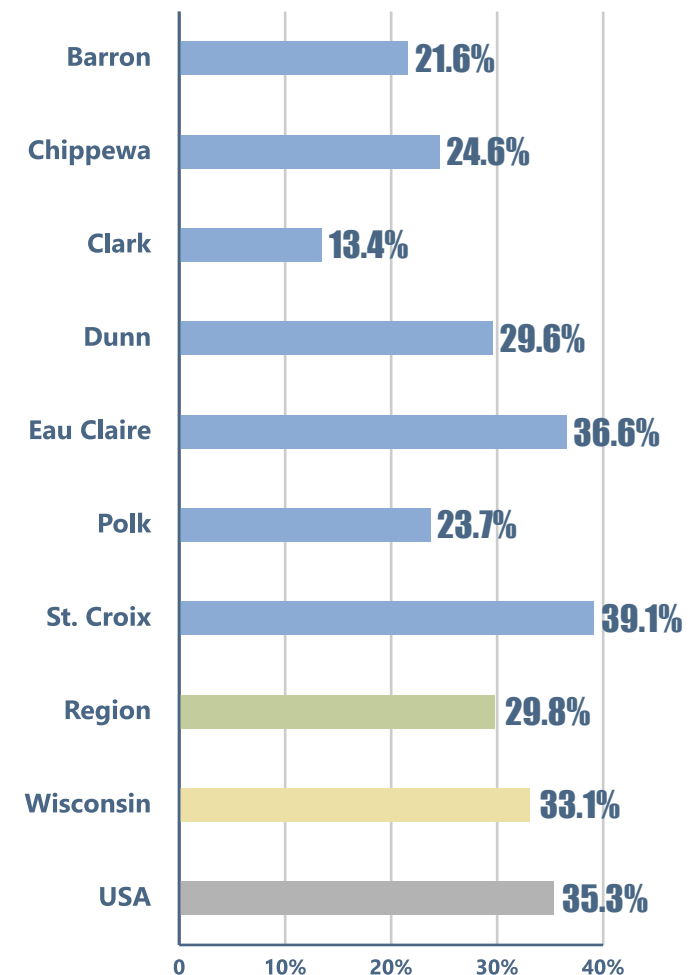 Barron 21.6%
Chippewa 24.6%
Clark 13.4%
Dunn 29.6%
Eau Claire 36.6%
Polk 23.7%
St. Croix 39.1%
Region 29.8%
Wisconsin 33.1%
USA 35.3%
0 10% 20% 30% 40%